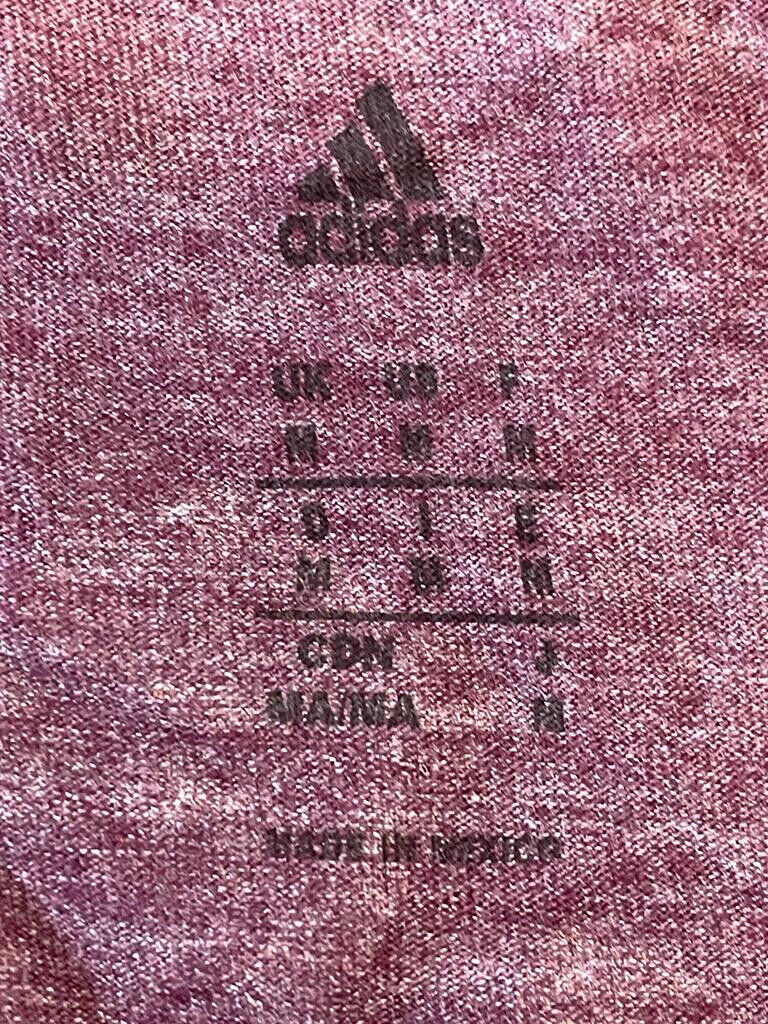 adidas
UK US F
M M M
D I E
M M M
CDN J
MA/MA M
MADE IN MEXICO